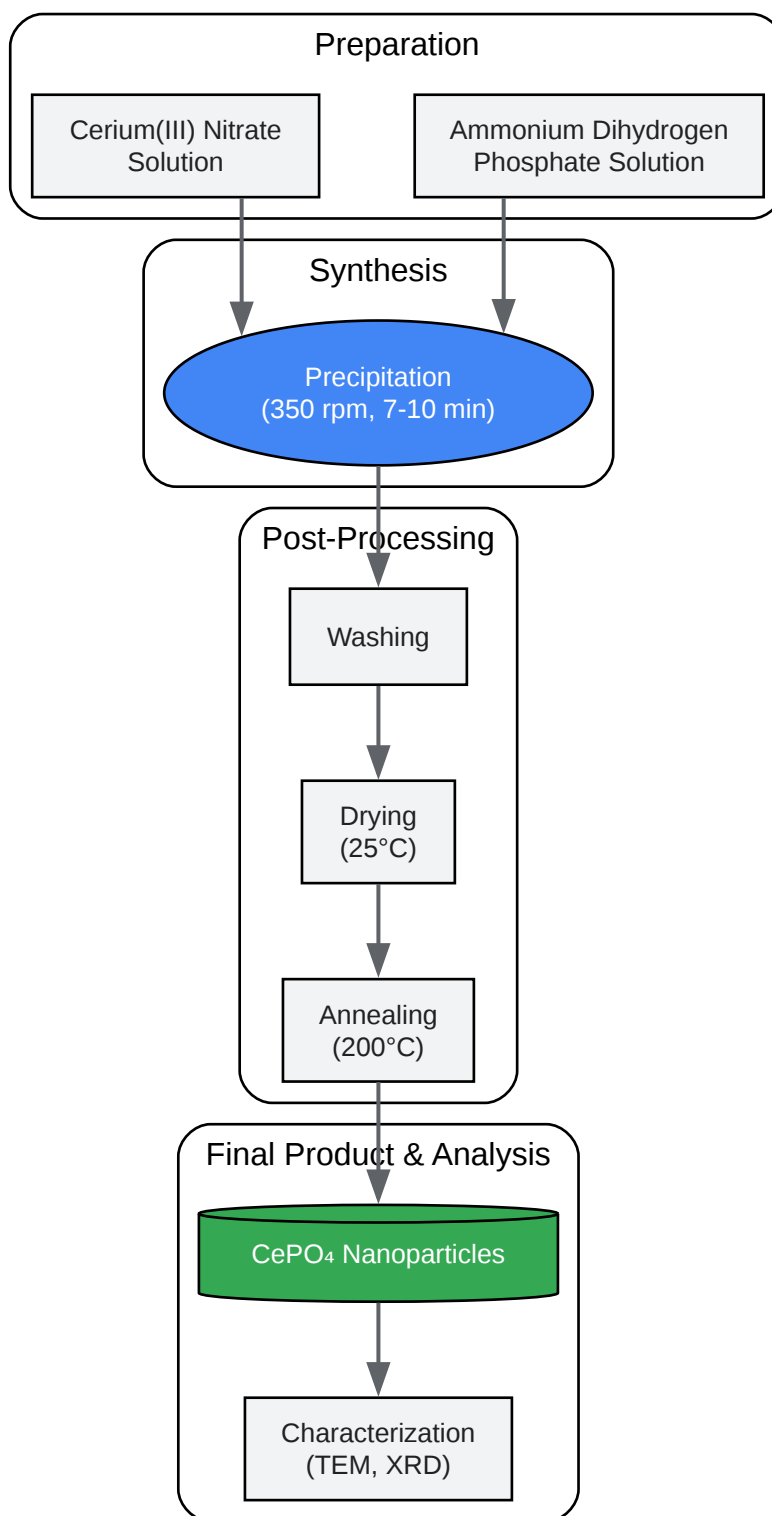 Preparation
Cerium(III) Nitrate
Solution
Ammonium Dihydrogen
Phosphate Solution
Synthesis
Precipitation
(350 rpm, 7-10 min)
Post-Processing
Washing
Drying
(25°C)
Annealing
(200°C)
Final Product & Analysis
CePO₄ Nanoparticles
Characterization
(TEM, XRD)